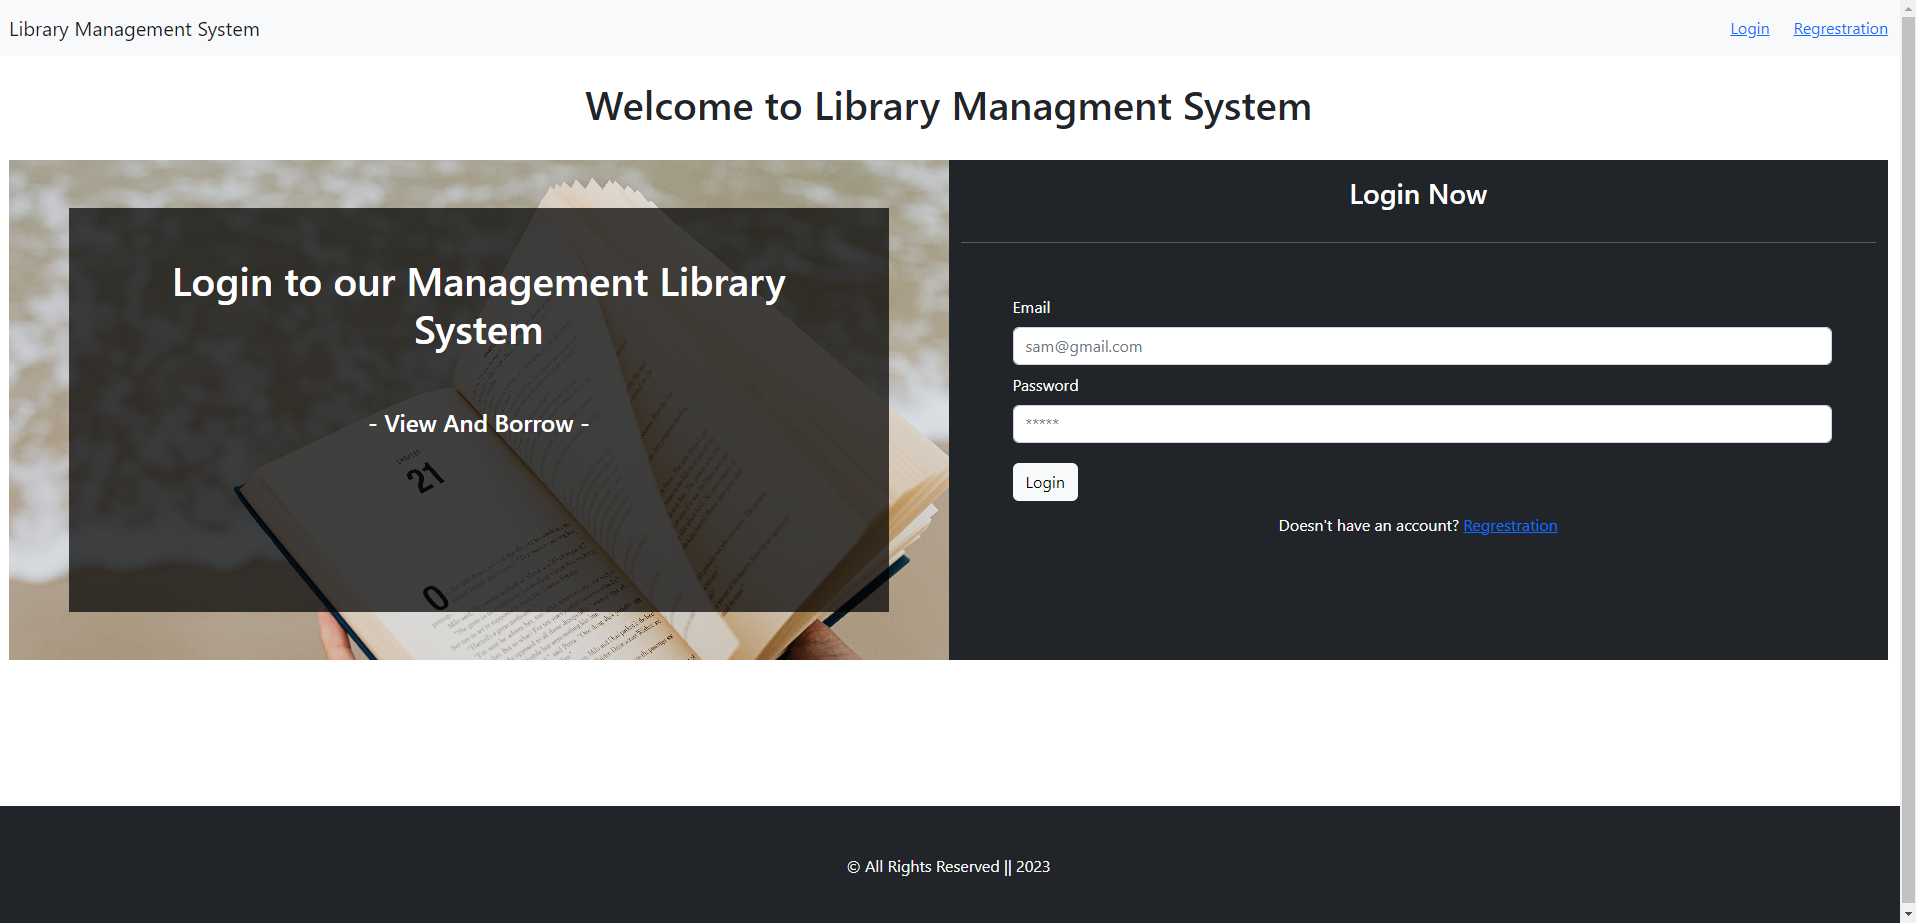 Library Management System
Login Regrestration
Welcome to Library Managment System
Login to our Management Library
System
- View And Borrow -
CHAPTER
21
Login Now
Email
sam@gmail.com
Password
*****
Login
Doesn't have an account? Regrestration
© All Rights Reserved || 2023